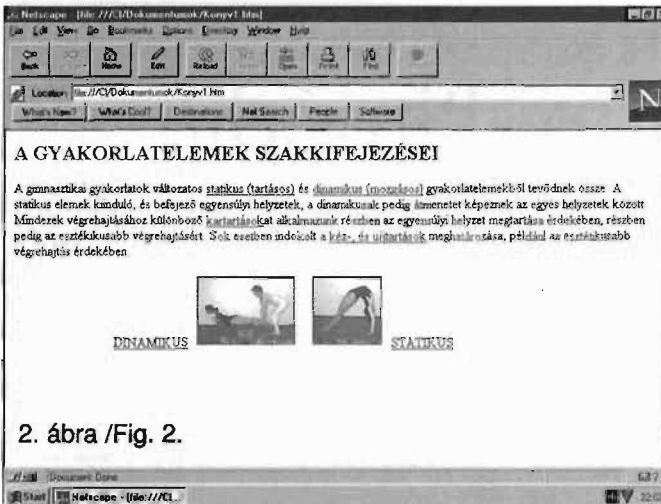 Netscape - [file:///C|/Dokumentumok/Konyv1.htm]
File Edit View Go Bookmarks Options Directory Window Help
Back Home Edit Reload Open Print Find
Location: file:///C|/Dokumentumok/Konyv1.htm
What's New? What's Cool? Destinations Net Search People Software
N
A GYAKORLATELEMEK SZAKKIFEJEZÉSEI
A gimnasztikai gyakorlatok változatos statikus (tartásos) és dinamikus (mozgásos) gyakorlatelemekből tevődnek össze. A
statikus elemek kiinduló, és befejező egyensúlyi helyzetek, a dinamikusak pedig átmenetet képeznek az egyes helyzetek között.
Mindezek végrehajtásához különböző kartartásokat alkalmazunk részben az egyensúlyi helyzet megtartása érdekében, részben
pedig az esztétikusabb végrehajtásért. Sok esetben indokolt a kéz-, és ujjtartások meghatározása, például az esztétikusabb
végrehajtás érdekében
DINAMIKUS STATIKUS
2. ábra /Fig. 2.
Document: Done
Start Netscape - [file:///C|...